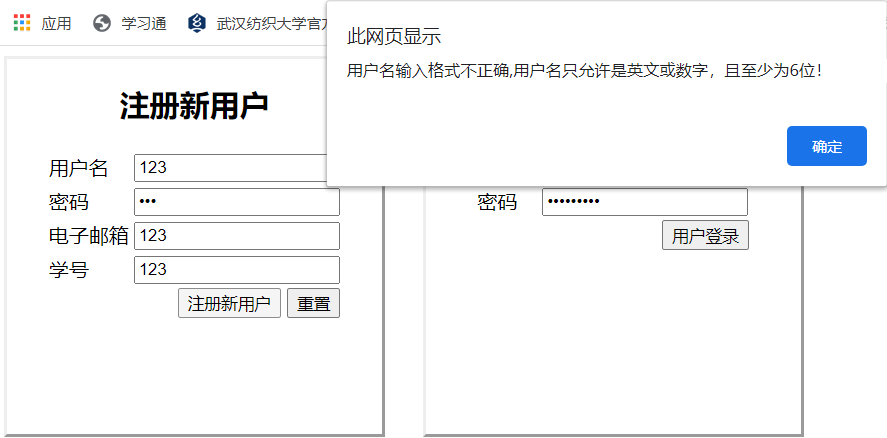 应用 学习通 武汉纺织大学官方
此网页显示
用户名输入格式不正确,用户名只允许是英文或数字，且至少为6位!
确定
注册新用户
用户名 123
密码 •••
电子邮箱 123
学号 123
注册新用户 重置
密码 •••••••••
用户登录